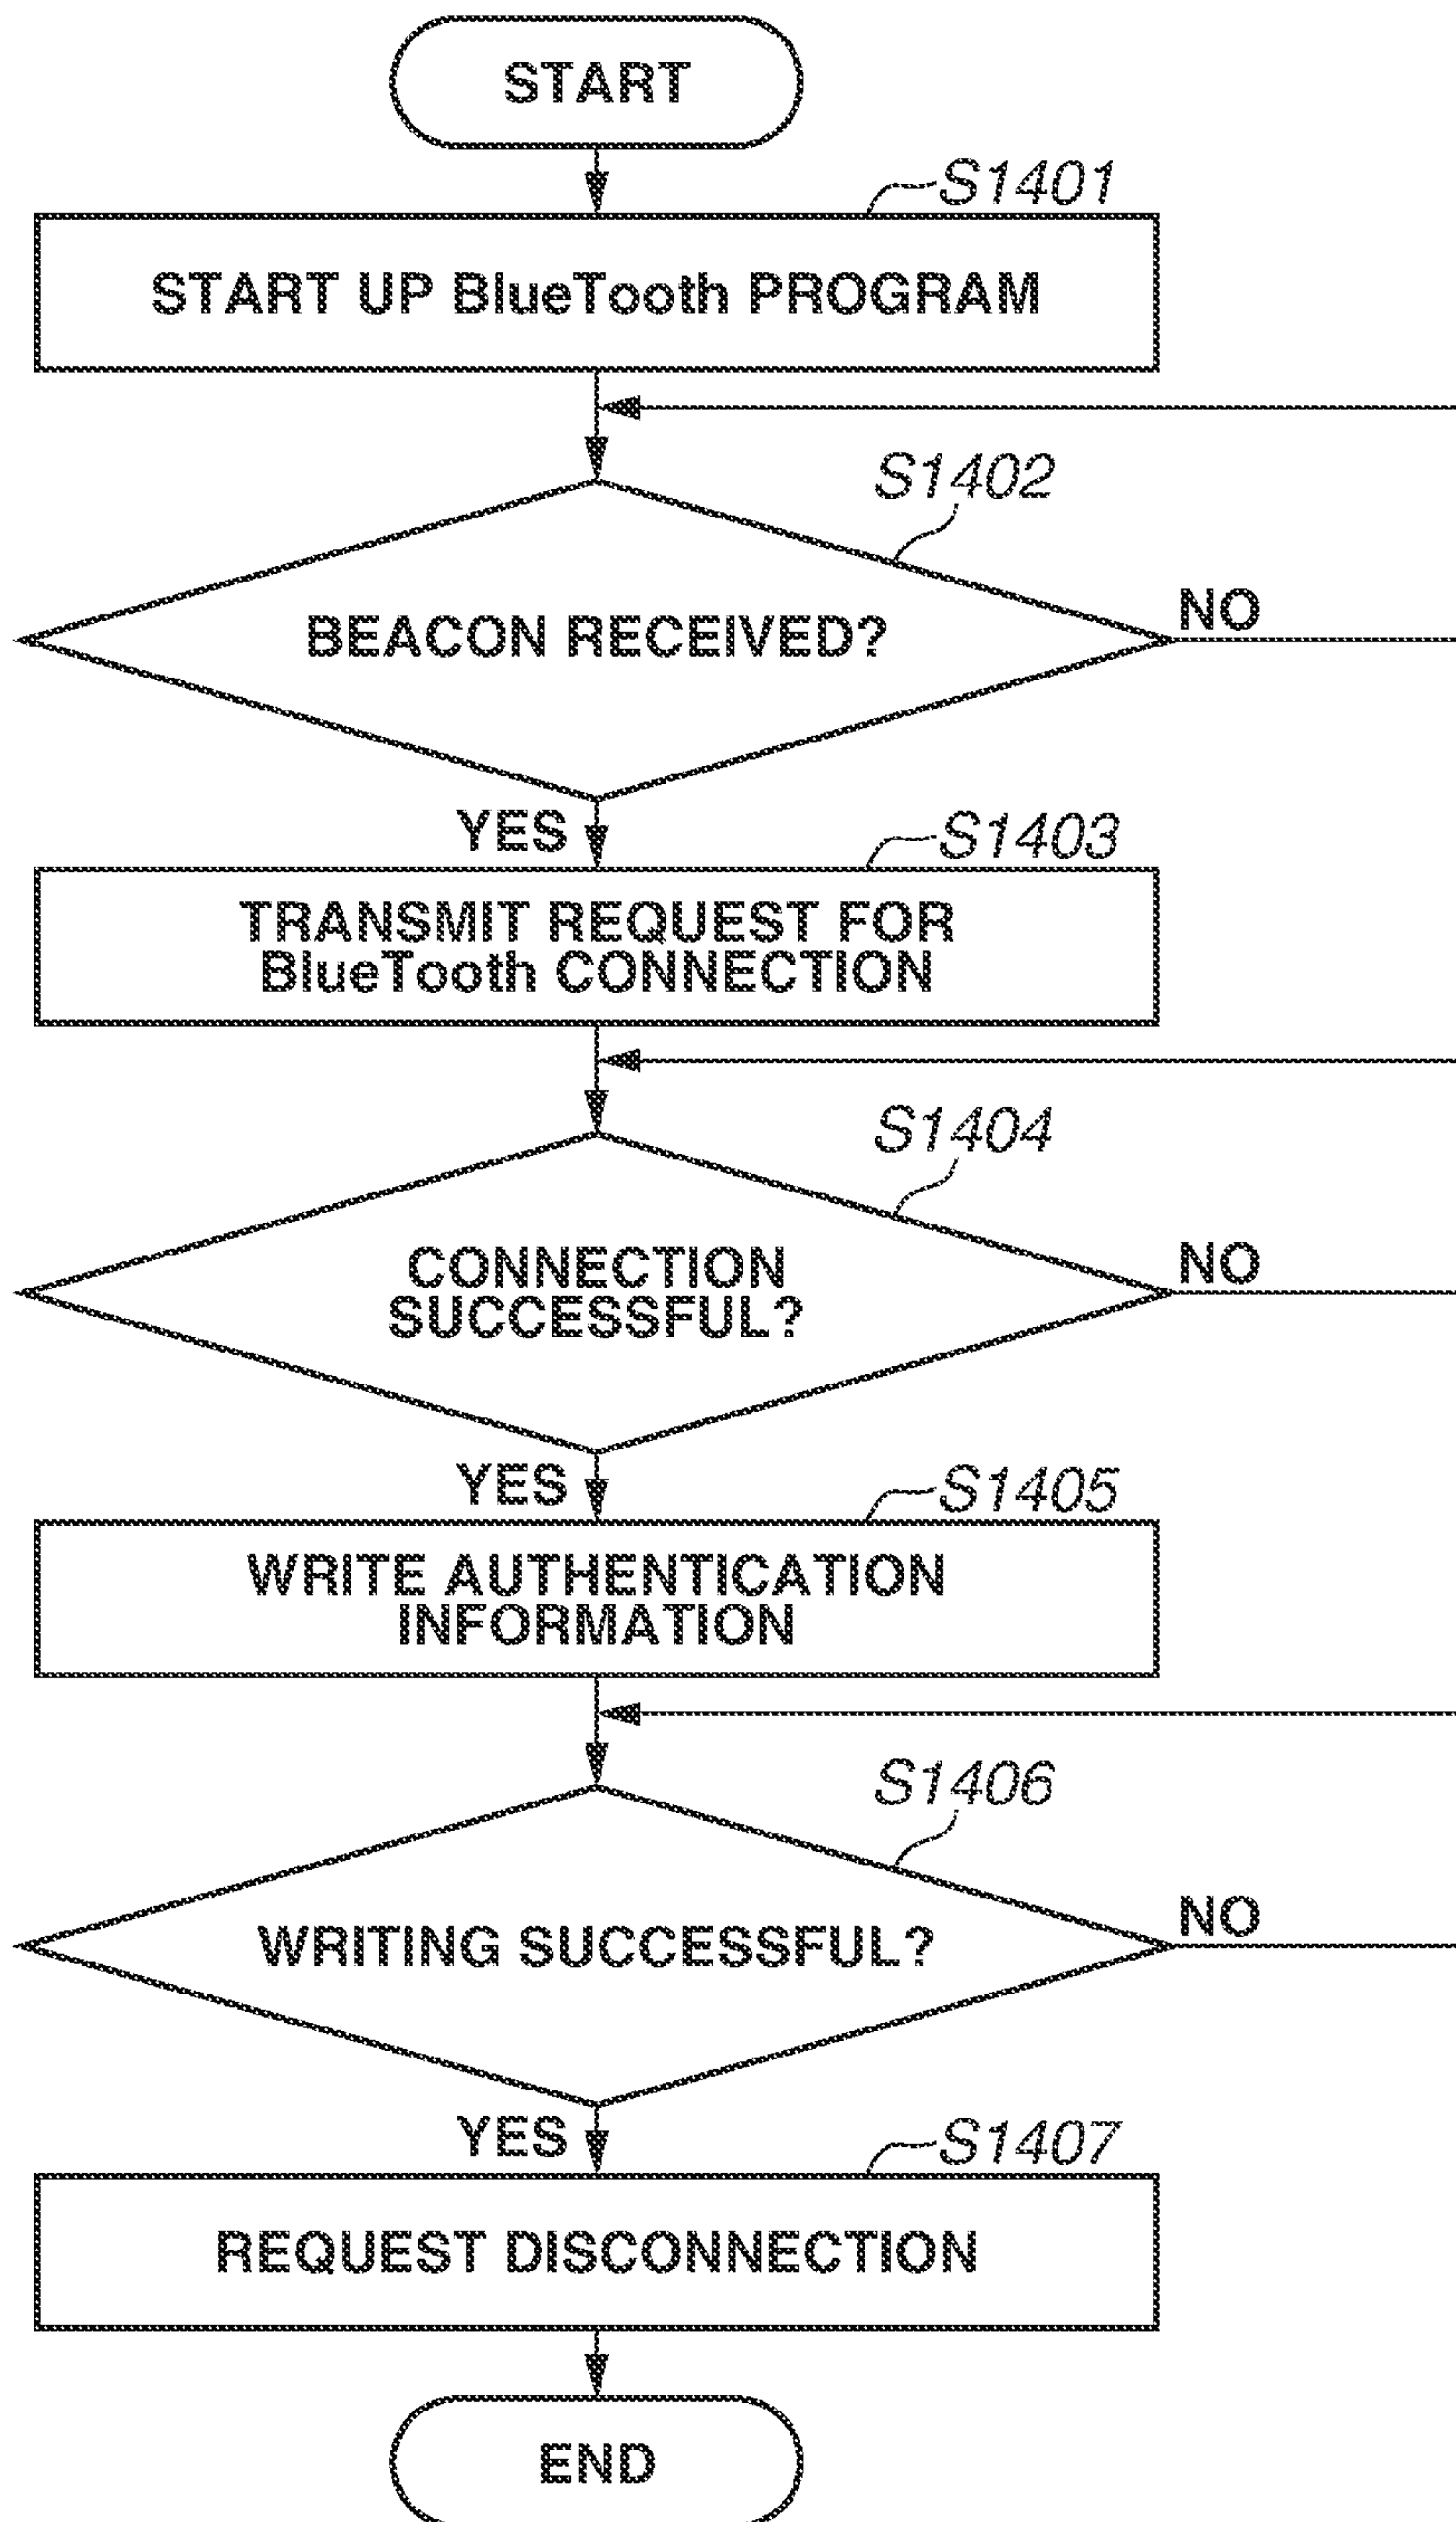 START
S1401
START UP BlueTooth PROGRAM
S1402
BEACON RECEIVED?
NO
YES
S1403
TRANSMIT REQUEST FOR
BlueTooth CONNECTION
S1404
CONNECTION
SUCCESSFUL?
NO
YES
S1405
WRITE AUTHENTICATION
INFORMATION
S1406
WRITING SUCCESSFUL?
NO
YES
S1407
REQUEST DISCONNECTION
END